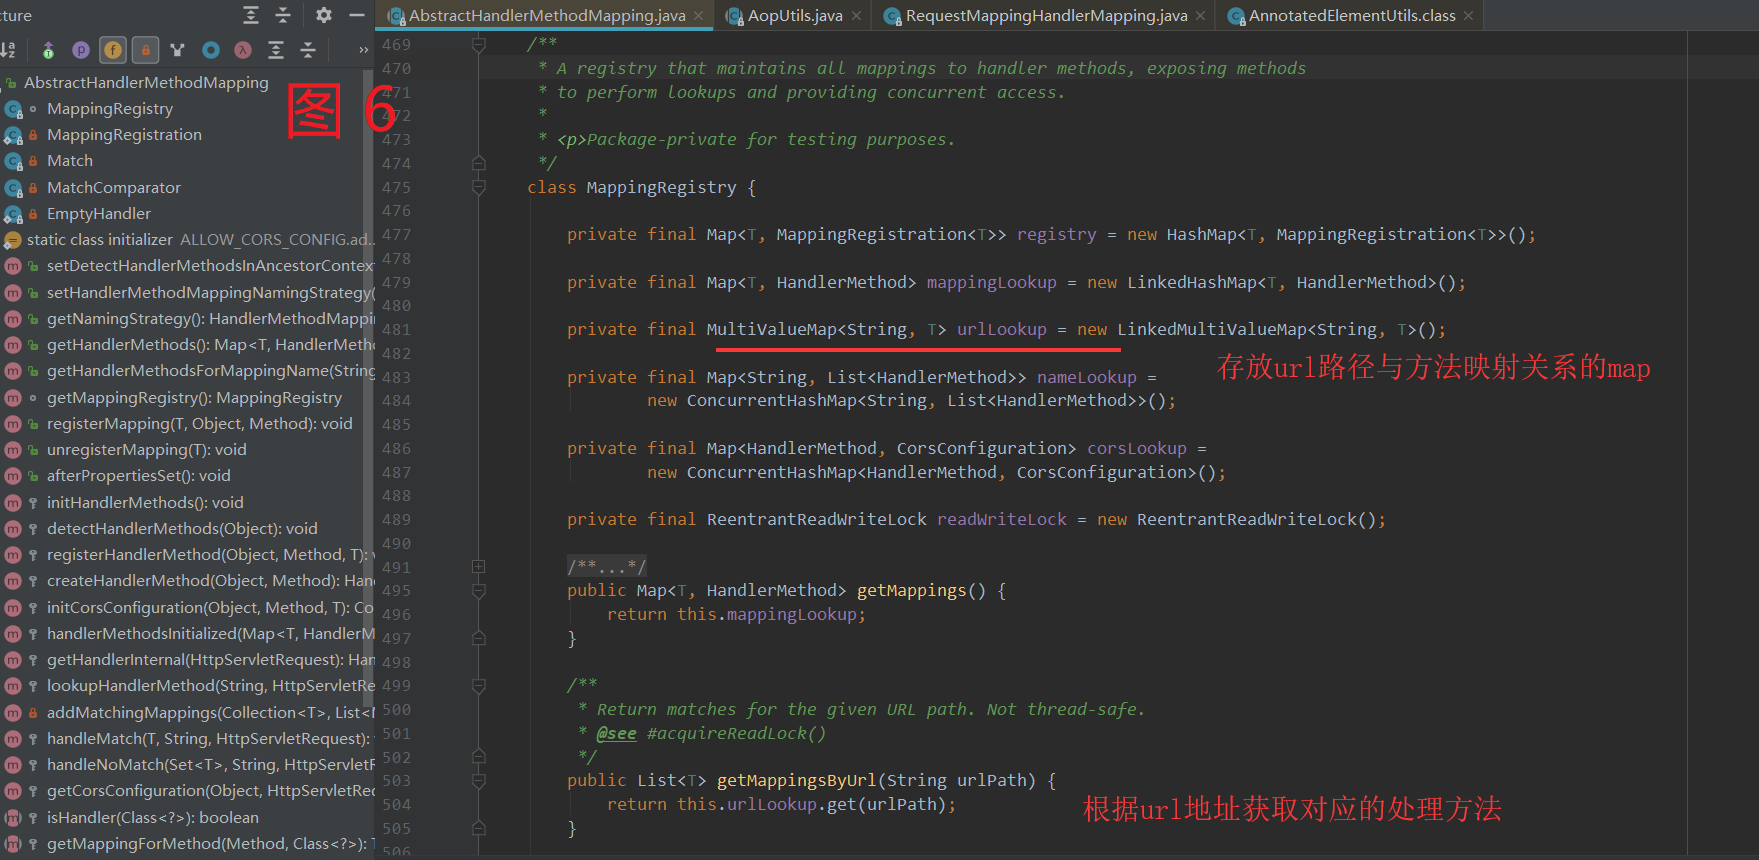 cture
AbstractHandlerMethodMapping.java
AopUtils.java
RequestMappingHandlerMapping.java
AnnotatedElementUtils.class
AbstractHandlerMethodMapping
MappingRegistry
MappingRegistration
Match
MatchComparator
EmptyHandler
static class initializer ALLOW_CORS_CONFIG.ad...
setDetectHandlerMethodsInAncestorContext
setHandlerMethodMappingNamingStrategy(
getNamingStrategy(): HandlerMethodMappi
getHandlerMethods(): Map<T, HandlerMetho
getHandlerMethodsForMappingName(String
getMappingRegistry(): MappingRegistry
registerMapping(T, Object, Method): void
unregisterMapping(T): void
afterPropertiesSet(): void
initHandlerMethods(): void
detectHandlerMethods(Object): void
registerHandlerMethod(Object, Method, T): v
createHandlerMethod(Object, Method): Han
initCorsConfiguration(Object, Method, T): Co
handlerMethodsInitialized(Map<T, HandlerM
getHandlerInternal(HttpServletRequest): Han
lookupHandlerMethod(String, HttpServletRe
addMatchingMappings(Collection<T>, List<M
handleMatch(T, String, HttpServletRequest):
handleNoMatch(Set<T>, String, HttpServletR
getCorsConfiguration(Object, HttpServletRec
isHandler(Class<?>): boolean
getMappingForMethod(Method, Class<?>): T
图 6
469 /**
470 * A registry that maintains all mappings to handler methods, exposing methods
471 * to perform lookups and providing concurrent access.
472 *
473 * <p>Package-private for testing purposes.
474 */
475 class MappingRegistry {
476
477 private final Map<T, MappingRegistration<T>> registry = new HashMap<T, MappingRegistration<T>>();
478
479 private final Map<T, HandlerMethod> mappingLookup = new LinkedHashMap<T, HandlerMethod>();
480
481 private final MultiValueMap<String, T> urlLookup = new LinkedMultiValueMap<String, T>();
482
存放url路径与方法映射关系的map
483 private final Map<String, List<HandlerMethod>> nameLookup =
484 new ConcurrentHashMap<String, List<HandlerMethod>>();
485
486 private final Map<HandlerMethod, CorsConfiguration> corsLookup =
487 new ConcurrentHashMap<HandlerMethod, CorsConfiguration>();
488
489 private final ReentrantReadWriteLock readWriteLock = new ReentrantReadWriteLock();
490
491 /**...*/
495 public Map<T, HandlerMethod> getMappings() {
496 return this.mappingLookup;
497 }
498
499 /**
500 * Return matches for the given URL path. Not thread-safe.
501 * @see #acquireReadLock()
502 */
503 public List<T> getMappingsByUrl(String urlPath) {
504 return this.urlLookup.get(urlPath);
根据url地址获取对应的处理方法
505 }
506